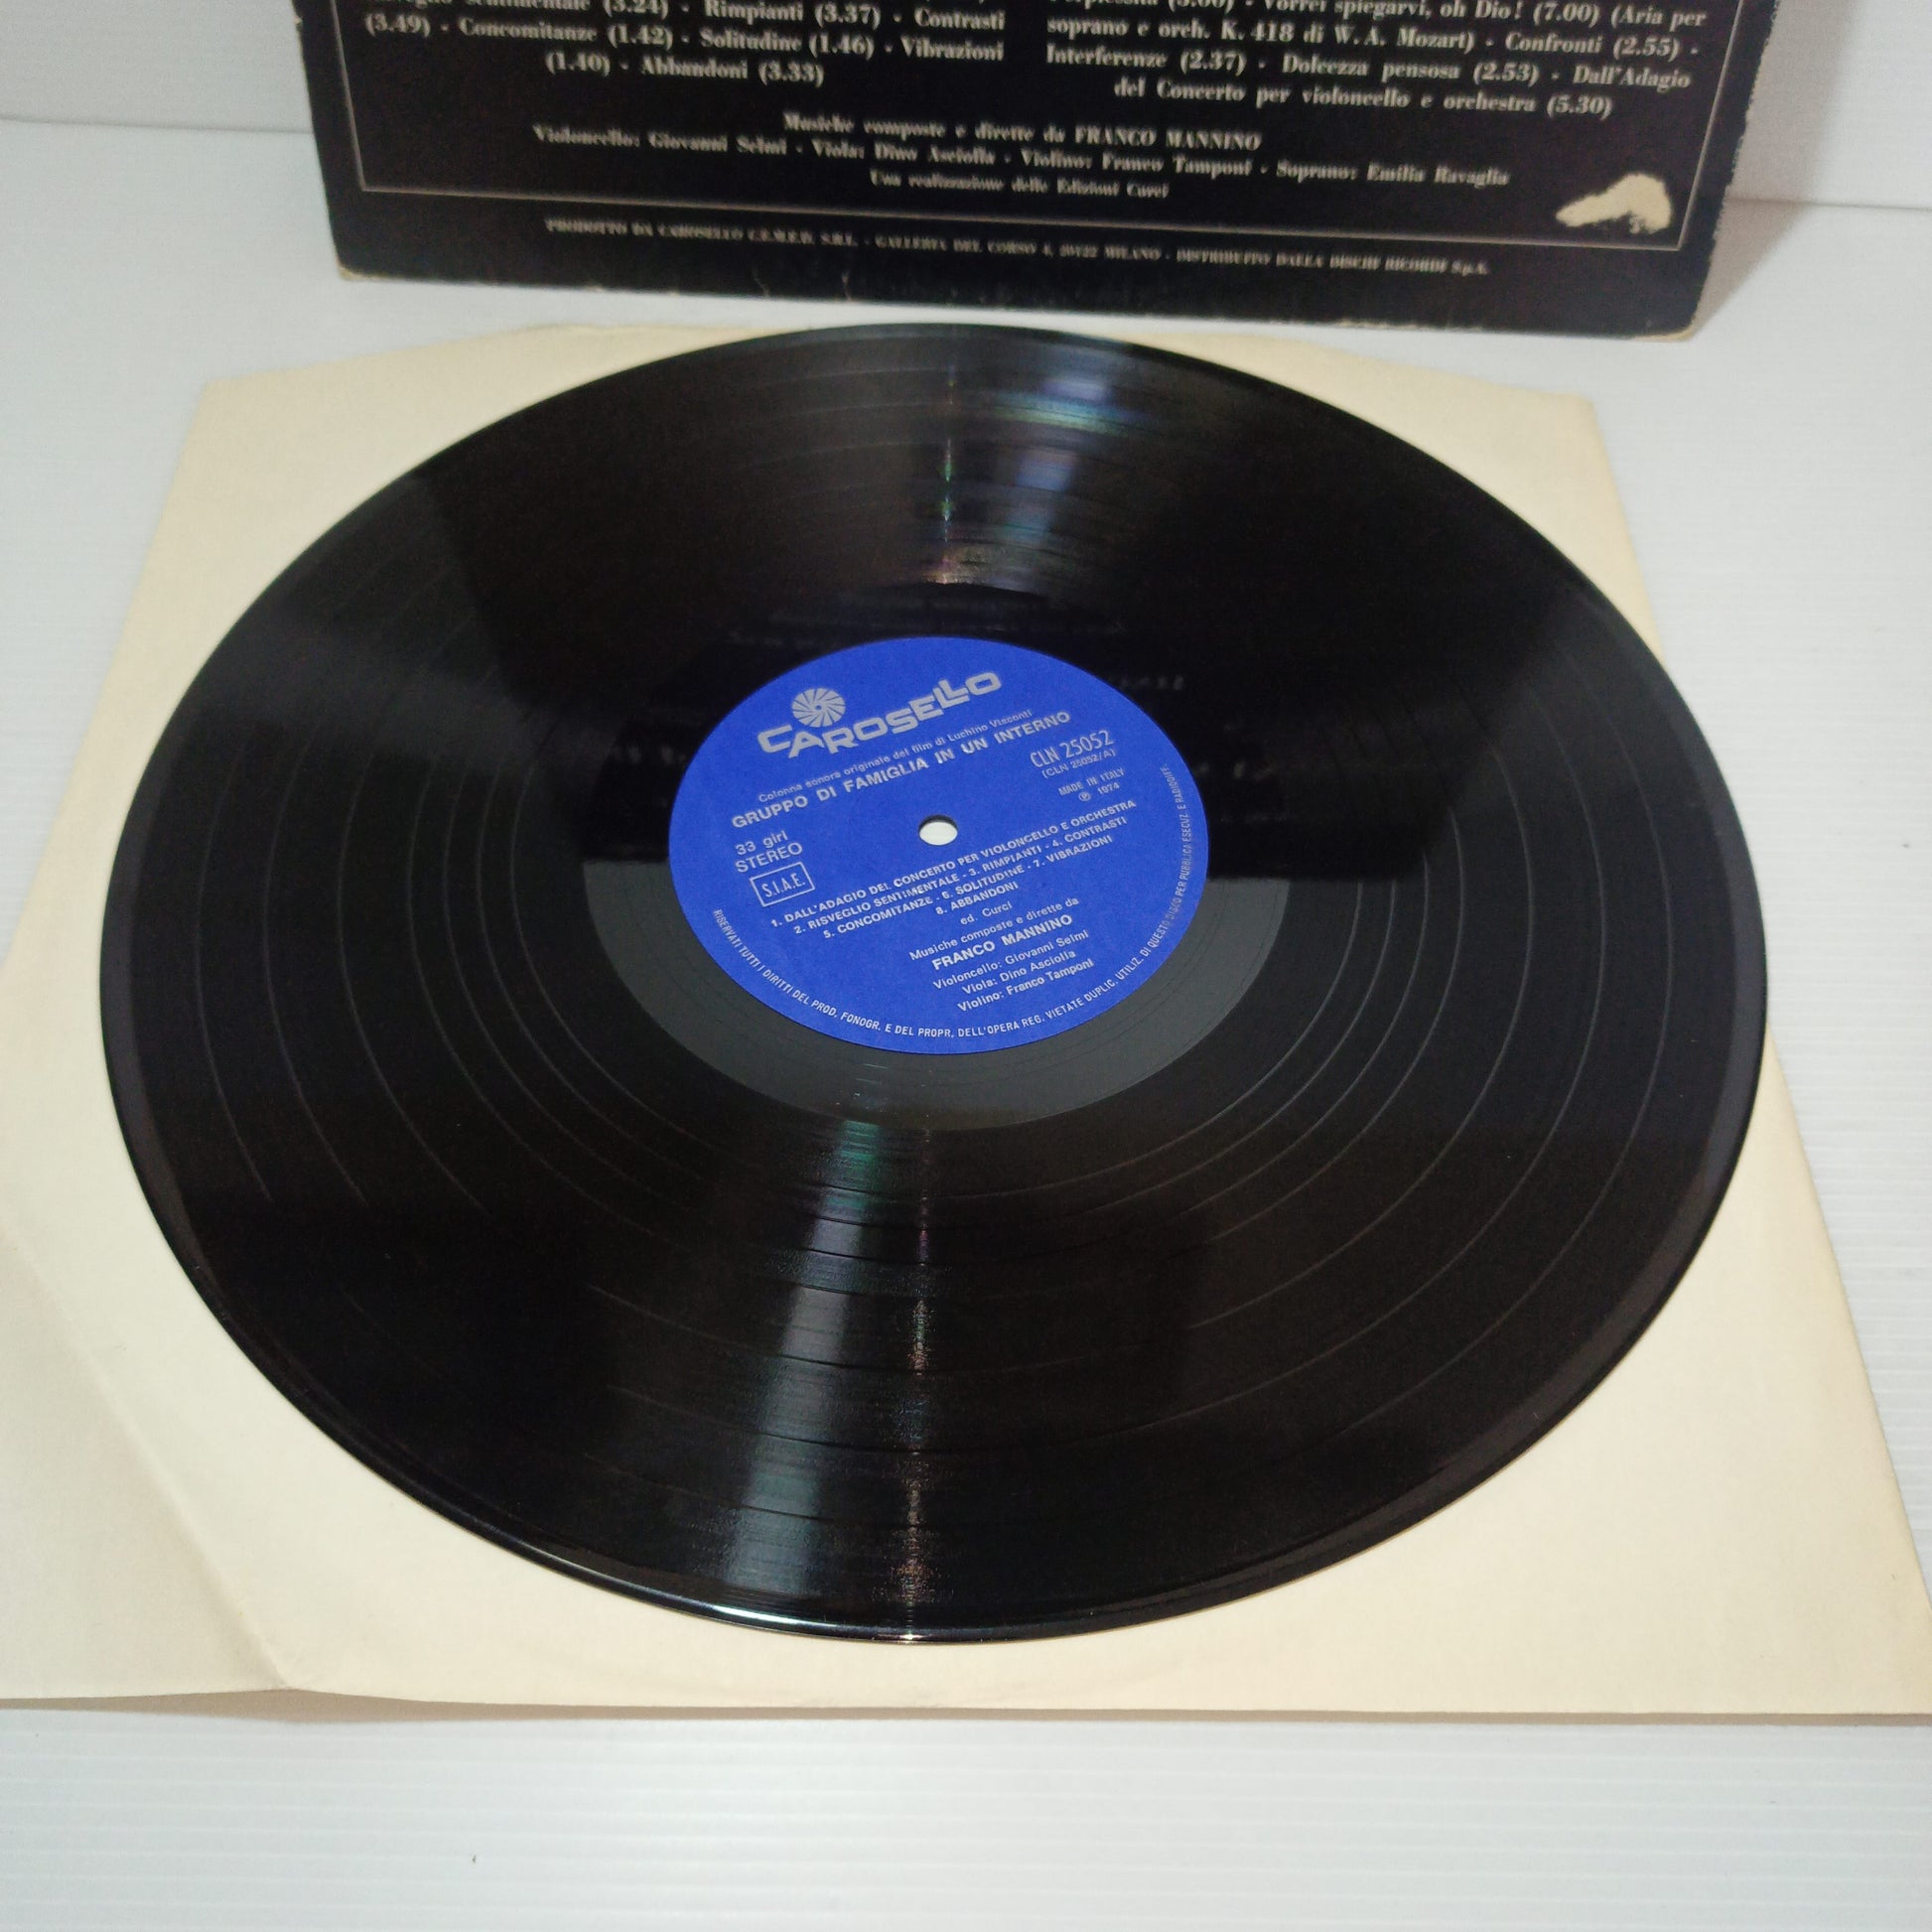 Sentimentale (3.24) - Rimpianti (3.37) - Contrasti
(3.49) - Concomitanze (1.42) - Solitudine (1.46) - Vibrazioni
(1.40) - Abbandoni (3.33)
Vorrei spiegarvi, oh Dio! (7.00) (Aria per
soprano e orch. K. 418 di W. A. Mozart) - Confronti (2.55) -
Interferenze (2.37) - Dolcezza pensosa (2.53) - Dall'Adagio
del Concerto per violoncello e orchestra (5.30)
Musiche composte e dirette da FRANCO MANNINO
Violoncello: Giovanni Selmi - Viola: Dino Asciolla - Violino: Franco Tamponi - Soprano: Emilia Ravaglia
Una realizzazione delle Edizioni Curci
PRODOTTO DA CAROSELLO C.E.M.E.D. S.R.L. - GALLERIA DEL CORSO 4, 20122 MILANO - DISTRIBUITO DALLA DISCHI RICORDI S.p.A.
CAROSELLO
Colonna sonora originale del film di Luchino Visconti
GRUPPO DI FAMIGLIA IN UN INTERNO
33 giri
STEREO
S.I.A.E.
CLN 25052
(CLN 25052/A)
MADE IN ITALY
℗ 1974
1. DALL'ADAGIO DEL CONCERTO PER VIOLONCELLO E ORCHESTRA
2. RISVEGLIO SENTIMENTALE - 3. RIMPIANTI - 4. CONTRASTI
5. CONCOMITANZE - 6. SOLITUDINE - 7. VIBRAZIONI
8. ABBANDONI
ed. Curci
Musiche composte e dirette da
FRANCO MANNINO
Violoncello: Giovanni Selmi
Viola: Dino Asciolla
Violino: Franco Tamponi
RISERVATI TUTTI I DIRITTI DEL PROD. FONOGR. E DEL PROPR. DELL'OPERA REG. VIETATE DUPLIC. UTILIZ. DI QUESTO DISCO PER PUBBLICA ESECUZ. E RADIODIFF.